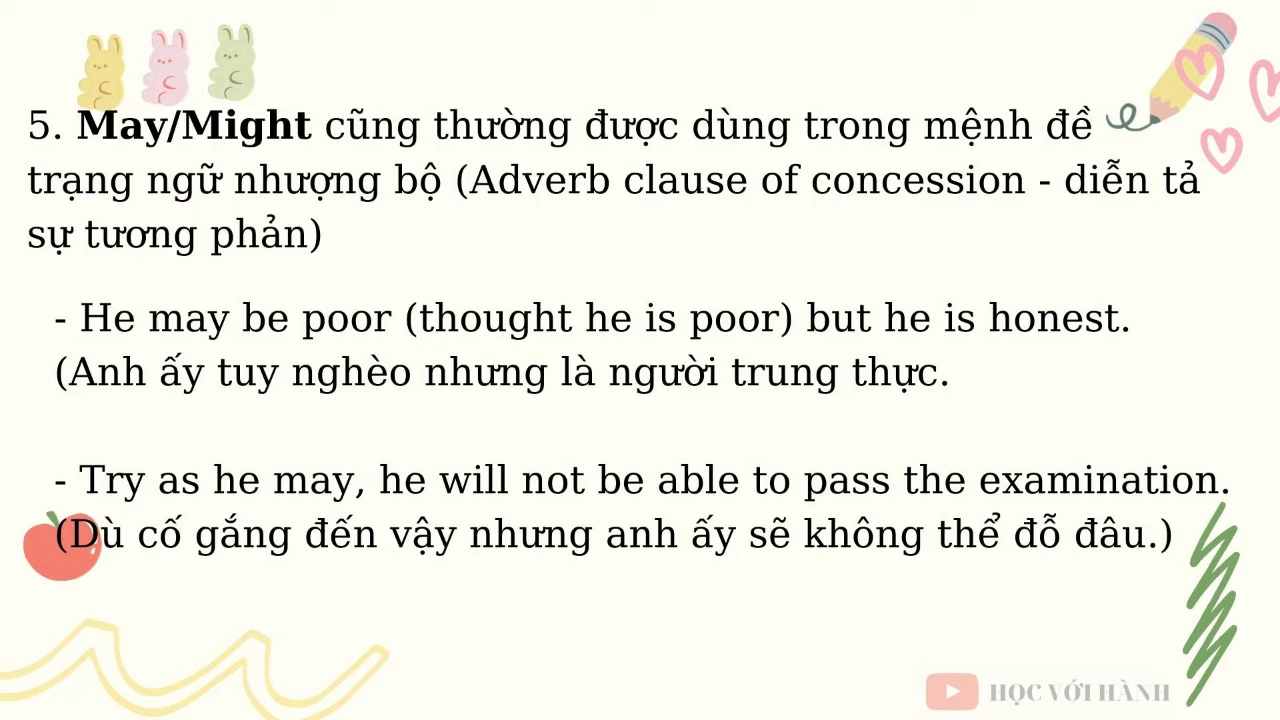 5. May/Might cũng thường được dùng trong mệnh đề
trạng ngữ nhượng bộ (Adverb clause of concession - diễn tả
sự tương phản)
- He may be poor (thought he is poor) but he is honest.
(Anh ấy tuy nghèo nhưng là người trung thực.
- Try as he may, he will not be able to pass the examination.
(Dù cố gắng đến vậy nhưng anh ấy sẽ không thể đỗ đâu.)
HỌC VỚI HÀNH